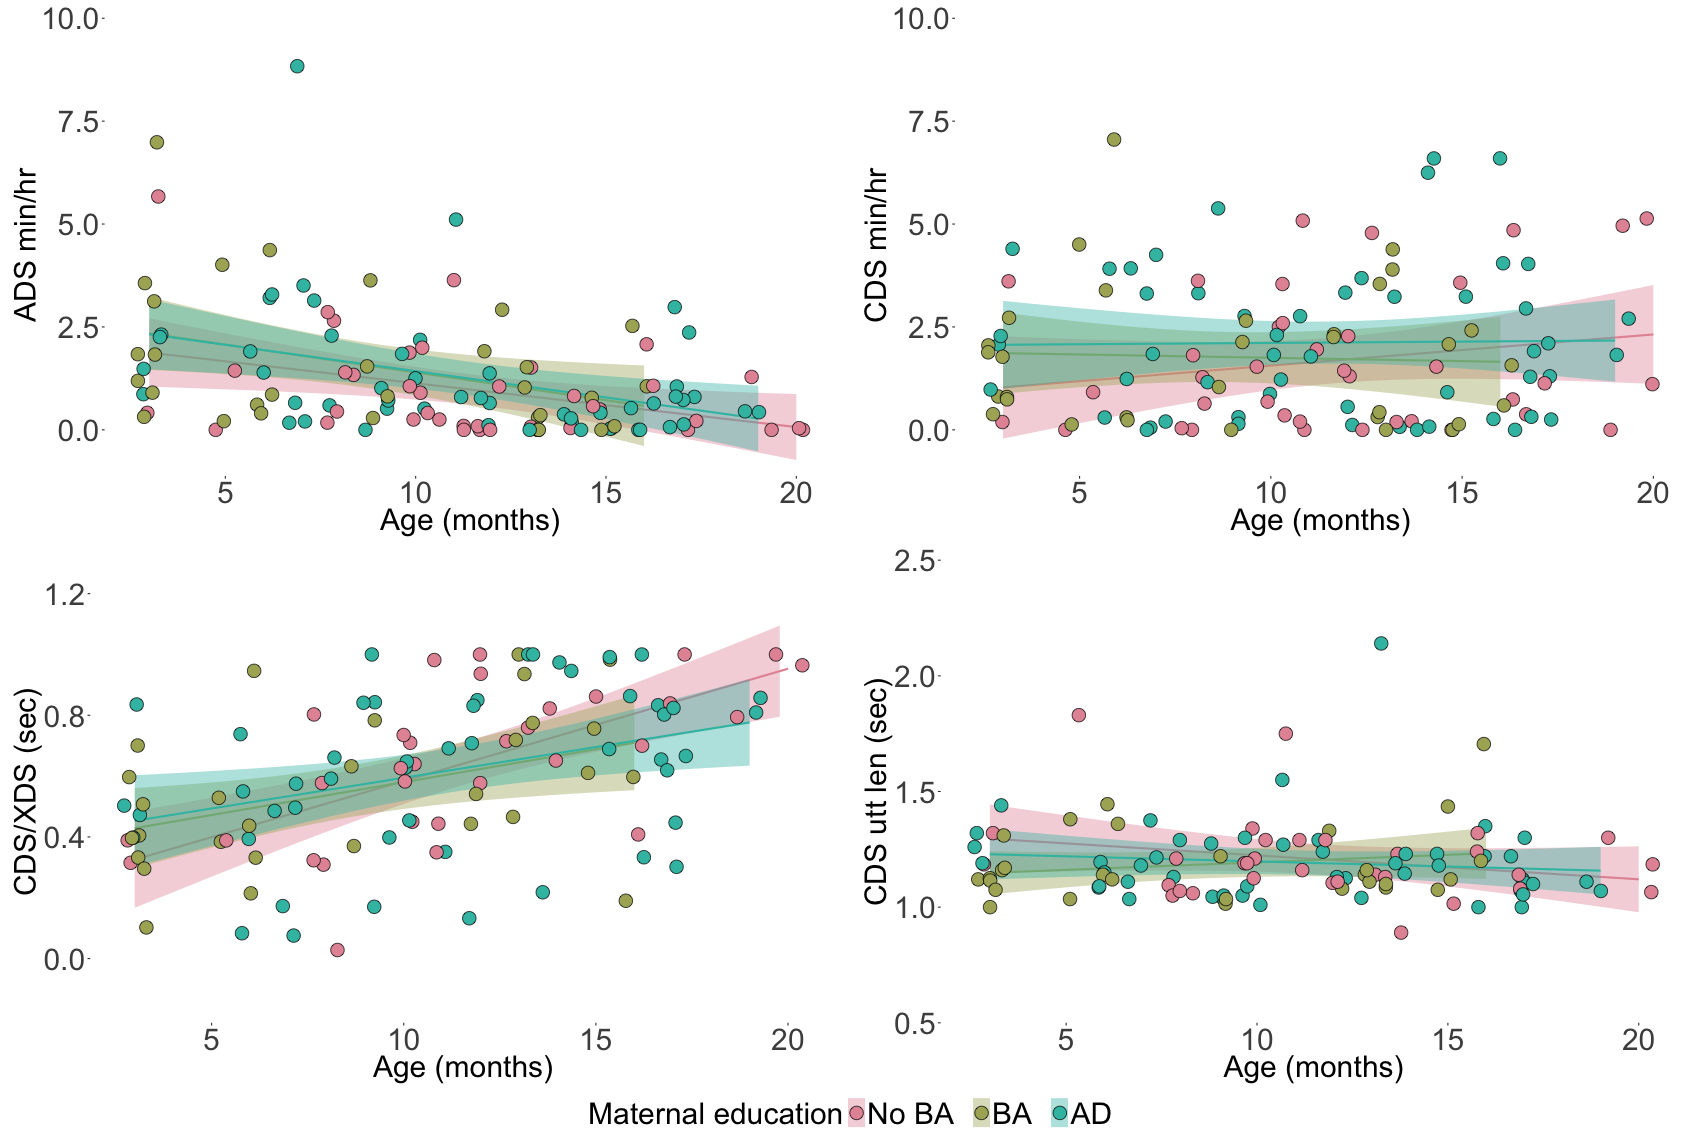 10.0
7.5
5.0
2.5
0.0
ADS min/hr
5 10 15 20
Age (months)
10.0
7.5
5.0
2.5
0.0
CDS min/hr
5 10 15 20
Age (months)
1.2
0.8
0.4
0.0
CDS/XDS (sec)
5 10 15 20
Age (months)
2.5
2.0
1.5
1.0
0.5
CDS utt len (sec)
5 10 15 20
Age (months)
Maternal education No BA BA AD